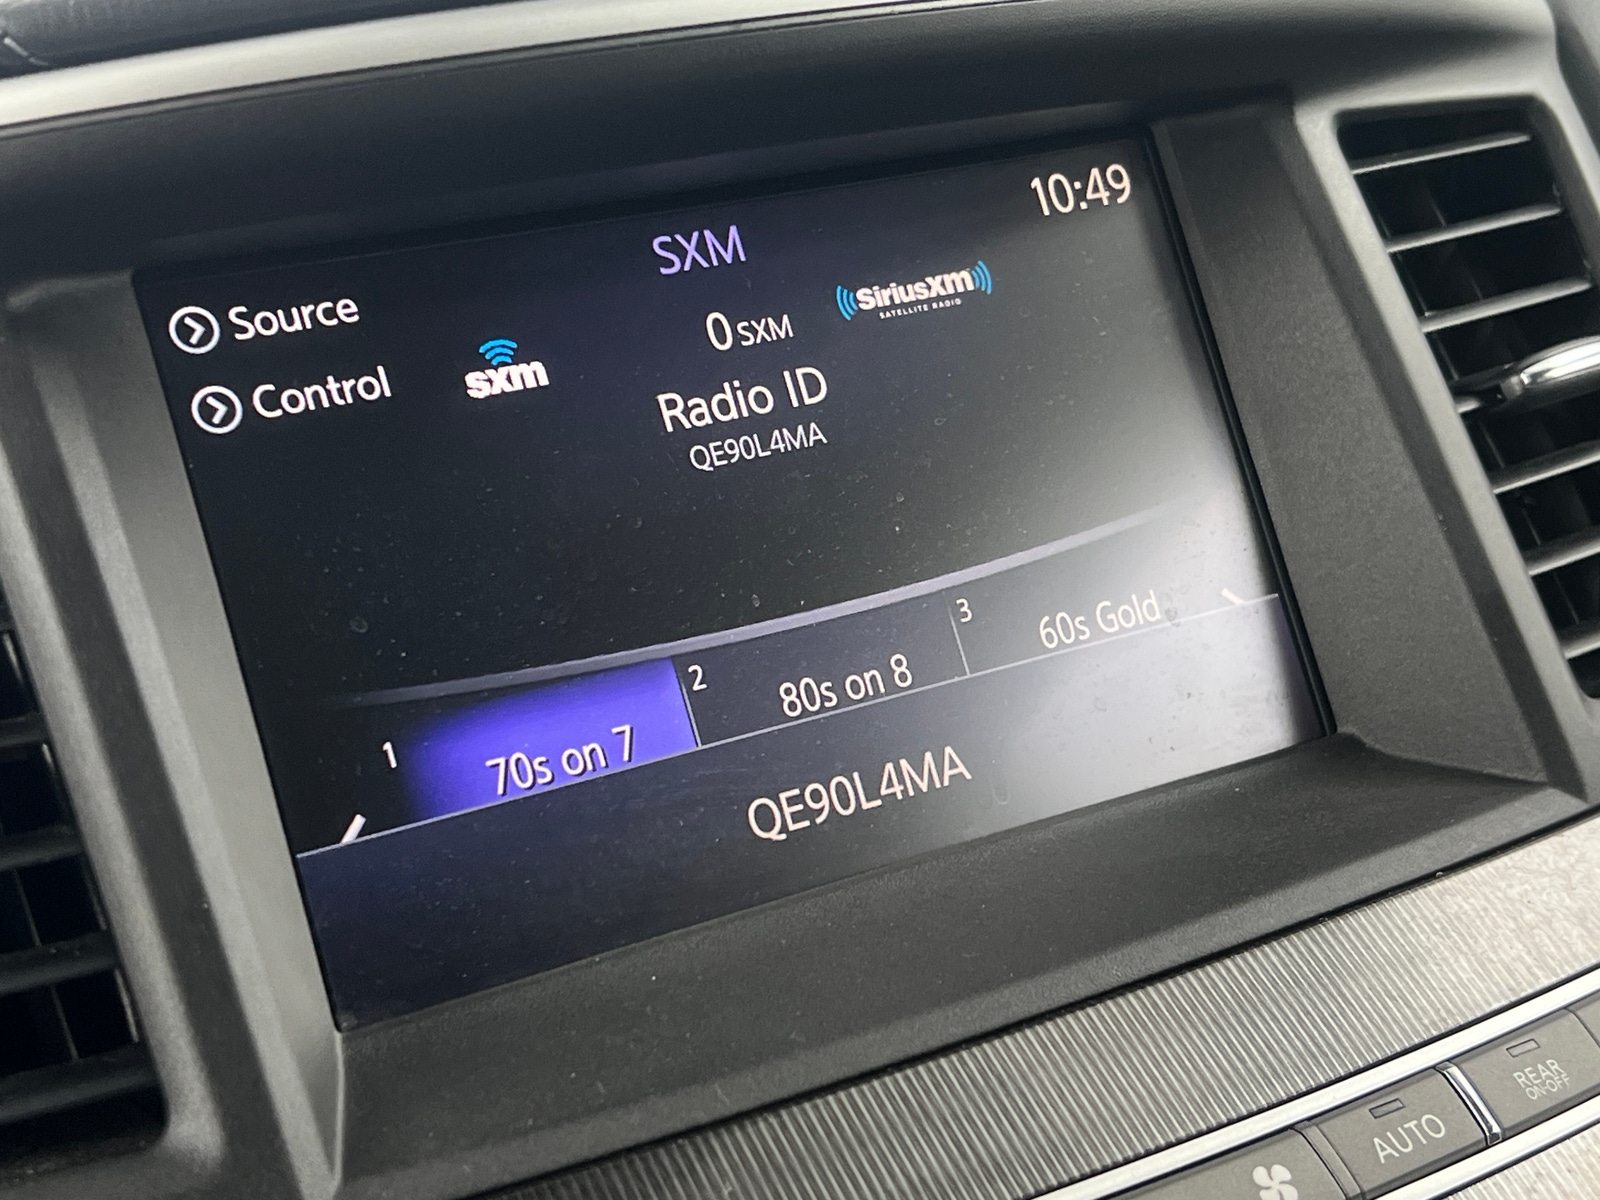 10:49
SXM
Source
0 SXM
SiriusXM
SATELLITE RADIO
Control
sxm
Radio ID
QE90L4MA
1
70s on 7
2
80s on 8
3
60s Gold
QE90L4MA
AUTO
REAR
ON-OFF